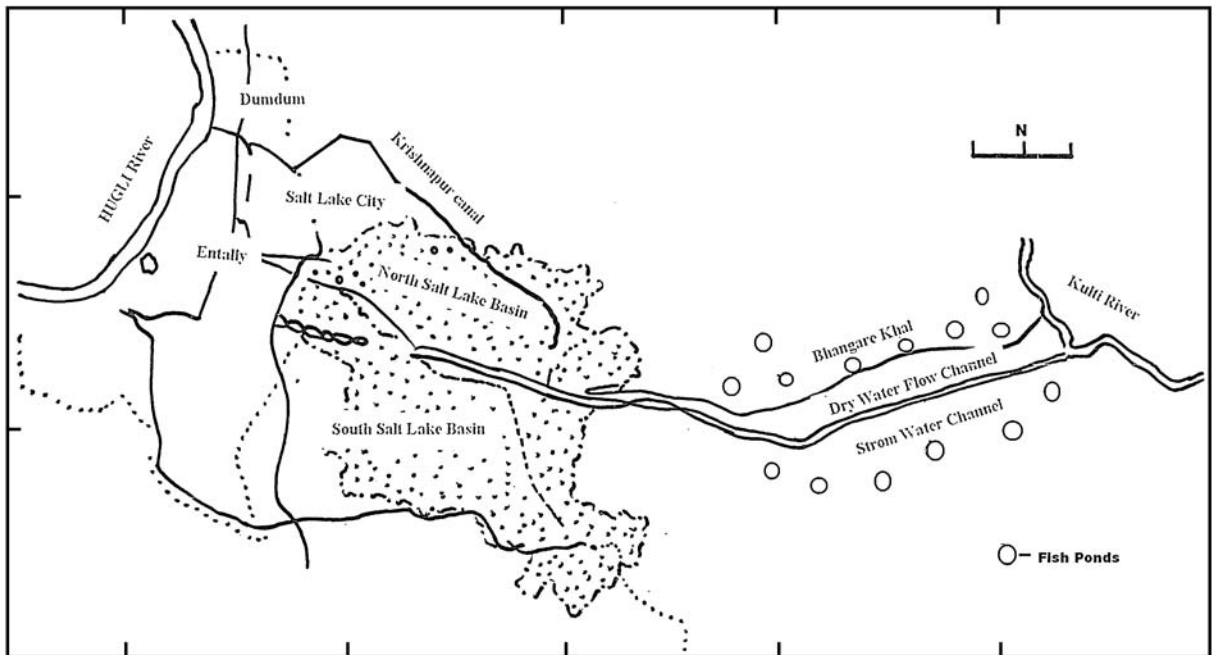 Dumdum
HUGLI River
Krishnapur canal
N
Salt Lake City
Entally
North Salt Lake Basin
Kulti River
Bhangare Khal
Dry Water Flow Channel
South Salt Lake Basin
Strom Water Channel
Fish Ponds